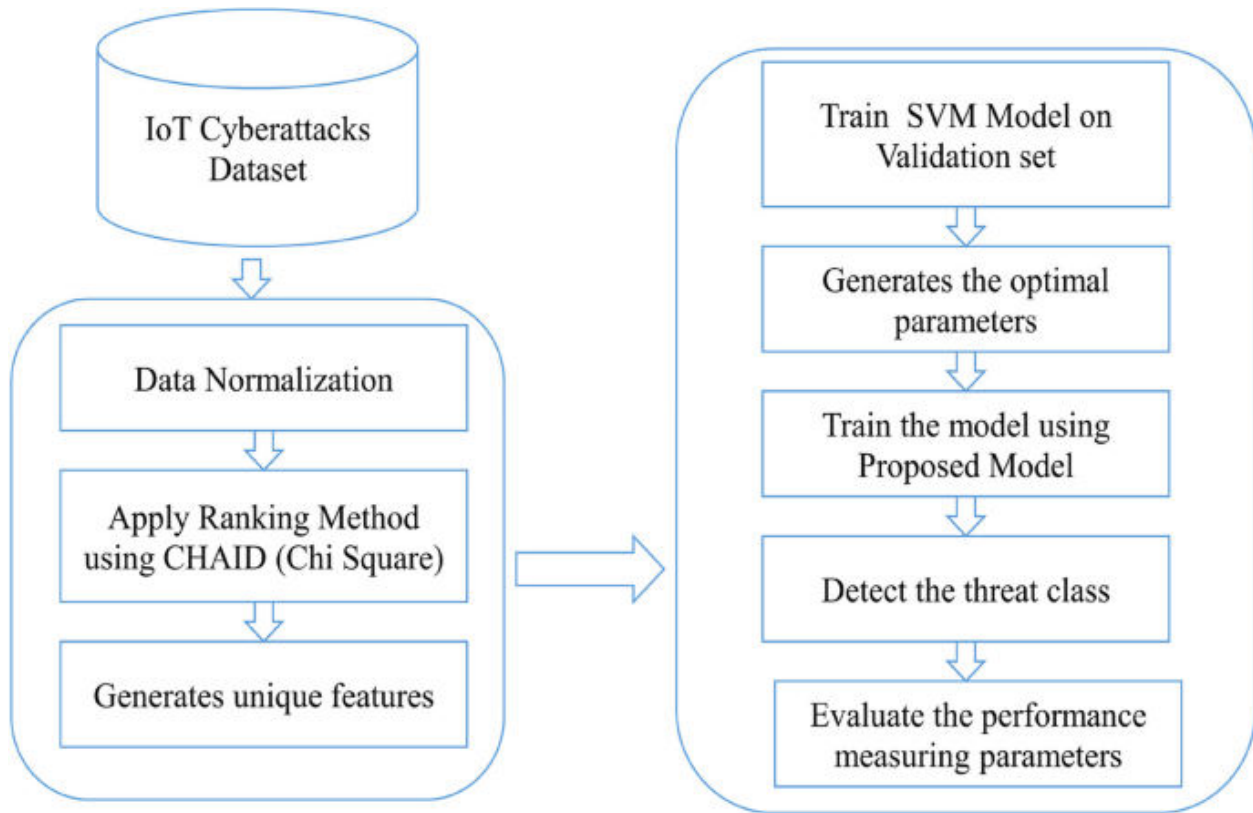 IoT Cyberattacks
Dataset
Data Normalization
Apply Ranking Method
using CHAID (Chi Square)
Generates unique features
Train SVM Model on
Validation set
Generates the optimal
parameters
Train the model using
Proposed Model
Detect the threat class
Evaluate the performance
measuring parameters